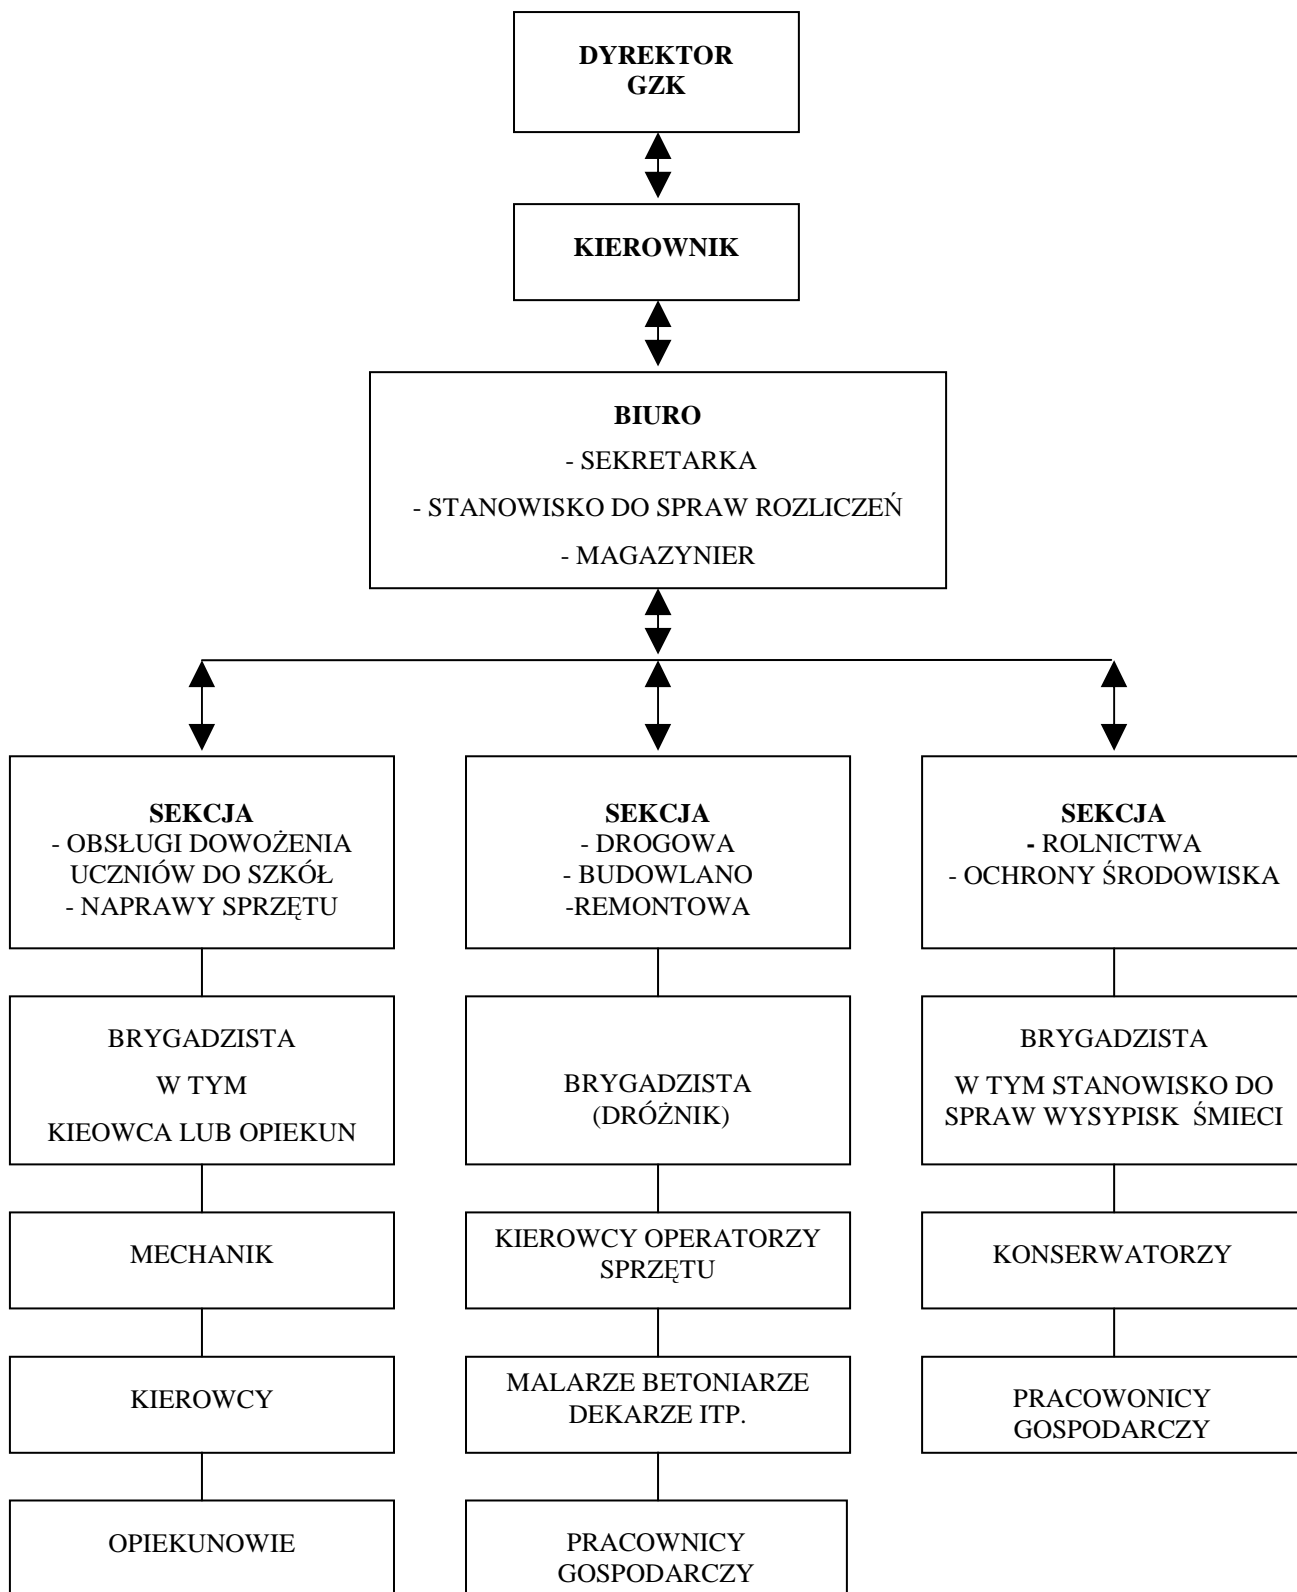 DYREKTOR
GZK
KIEROWNIK
BIURO
- SEKRETARKA
- STANOWISKO DO SPRAW ROZLICZEŃ
- MAGAZYNIER
SEKCJA
- OBSŁUGI DOWOŻENIA
UCZNIÓW DO SZKÓŁ
- NAPRAWY SPRZĘTU
SEKCJA
- DROGOWA
- BUDOWLANO
-REMONTOWA
SEKCJA
- ROLNICTWA
- OCHRONY ŚRODOWISKA
BRYGADZISTA
W TYM
KIEOWCA LUB OPIEKUN
BRYGADZISTA
(DRÓŻNIK)
BRYGADZISTA
W TYM STANOWISKO DO
SPRAW WYSYPISK ŚMIECI
MECHANIK
KIEROWCY OPERATORZY
SPRZĘTU
KONSERWATORZY
KIEROWCY
MALARZE BETONIARZE
DEKARZE ITP.
PRACOWONICY
GOSPODARCZY
OPIEKUNOWIE
PRACOWNICY
GOSPODARCZY